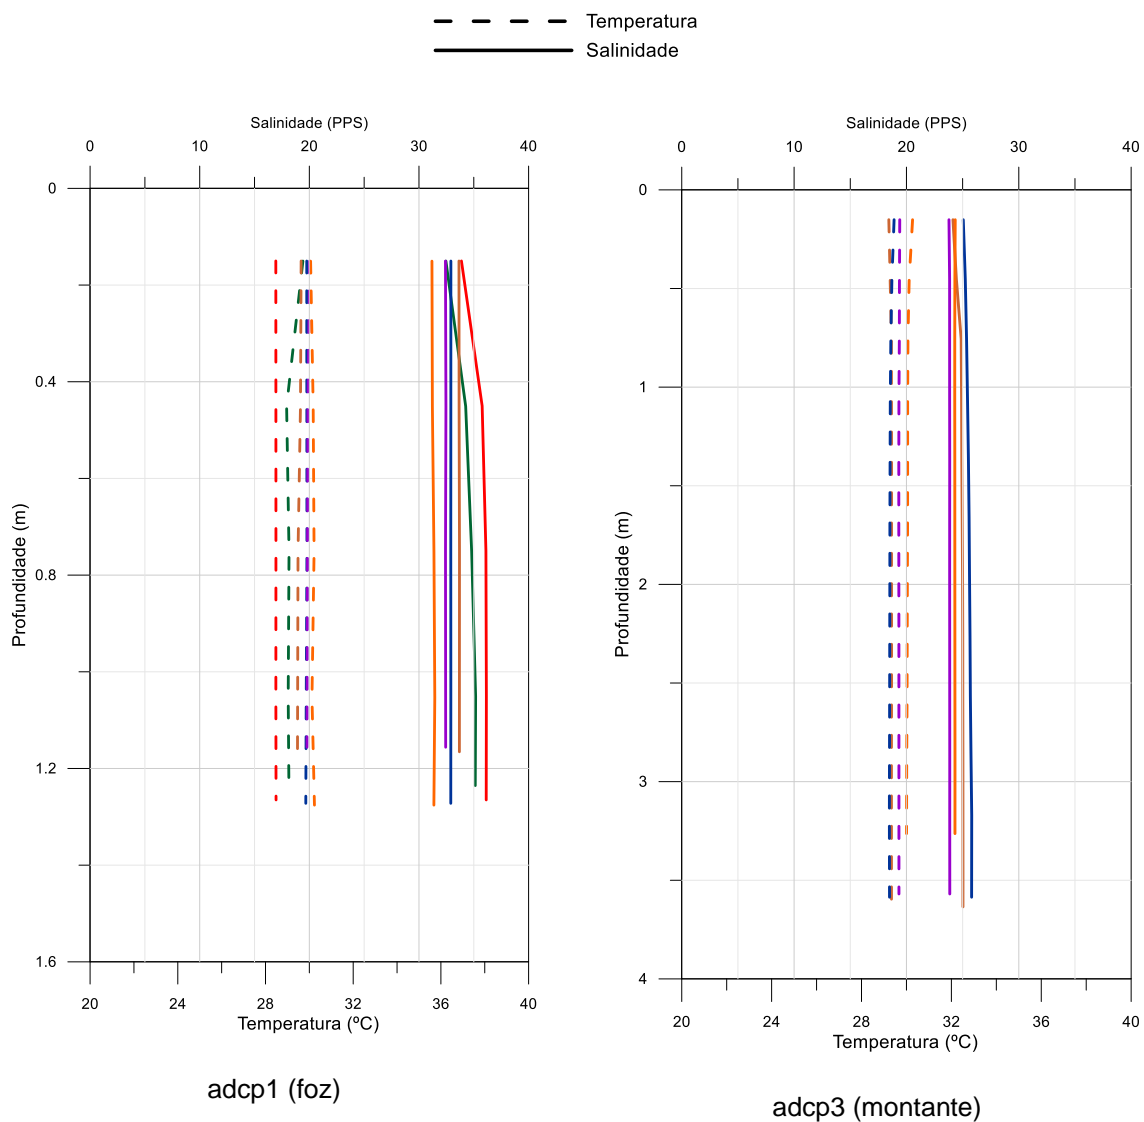 Temperatura
Salinidade
Salinidade (PPS)
0 10 20 30 40
0
0.4
0.8
1.2
1.6
Profundidade (m)
20 24 28 32 36 40
Temperatura (ºC)
adcp1 (foz)
Salinidade (PPS)
0 10 20 30 40
0
1
2
3
4
Profundidade (m)
20 24 28 32 36 40
Temperatura (ºC)
adcp3 (montante)